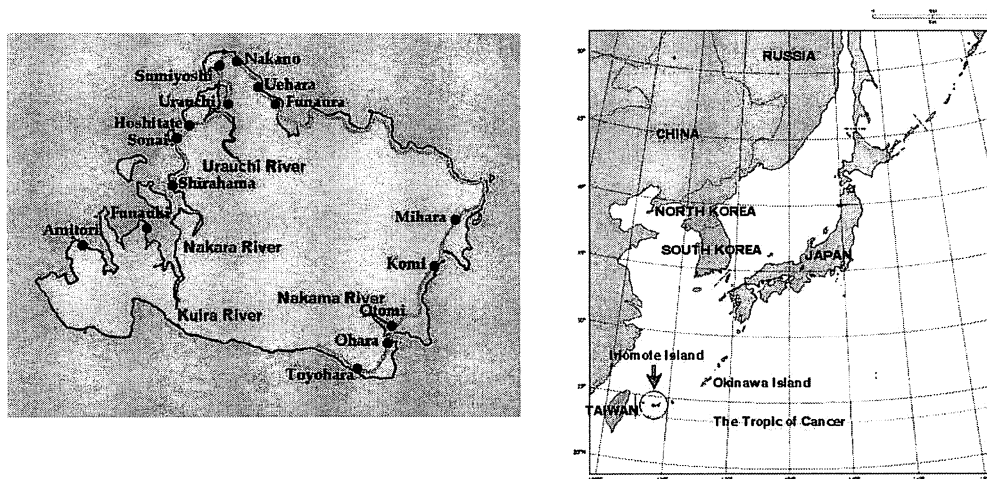 Nakano
Sumiyoshi
Uehara
Urauchi
Funaura
Hoshitate
Sonai
Urauchi River
Shirahama
Funauki
Mihara
Amitori
Nakara River
Komi
Nakama River
Otomi
Kuira River
Ohara
Toyohara
RUSSIA
CHINA
NORTH KOREA
SOUTH KOREA
JAPAN
Iriomote Island
Okinawa Island
TAIWAN
The Tropic of Cancer